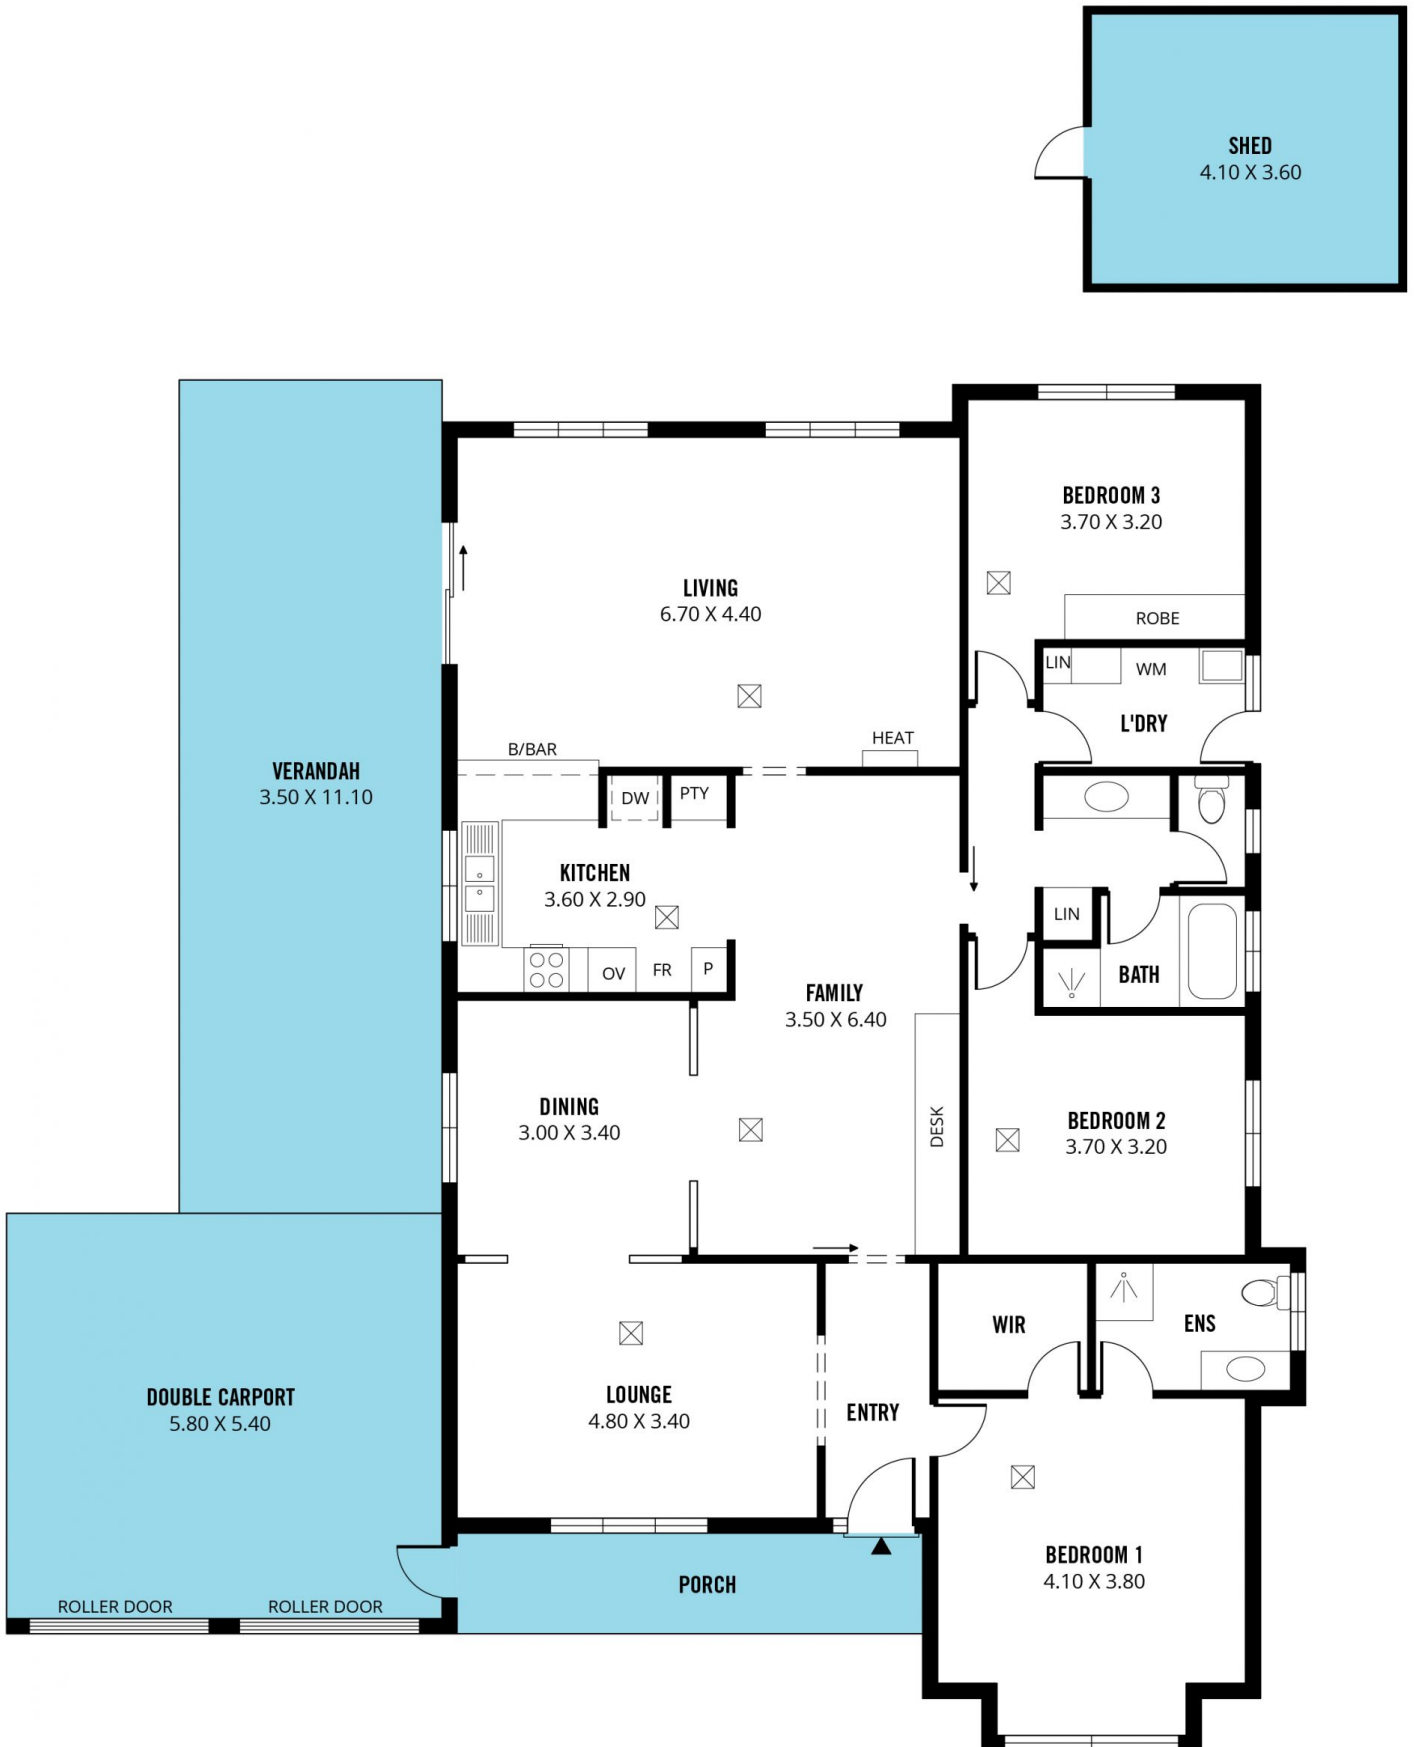 SHED
4.10 X 3.60
BEDROOM 3
3.70 X 3.20
ROBE
LIVING
6.70 X 4.40
LIN
WM
L'DRY
B/BAR
HEAT
VERANDAH
3.50 X 11.10
DW
PTY
KITCHEN
3.60 X 2.90
LIN
OV
FR
P
BATH
FAMILY
3.50 X 6.40
DINING
3.00 X 3.40
DESK
BEDROOM 2
3.70 X 3.20
WIR
ENS
DOUBLE CARPORT
5.80 X 5.40
LOUNGE
4.80 X 3.40
ENTRY
BEDROOM 1
4.10 X 3.80
PORCH
ROLLER DOOR
ROLLER DOOR